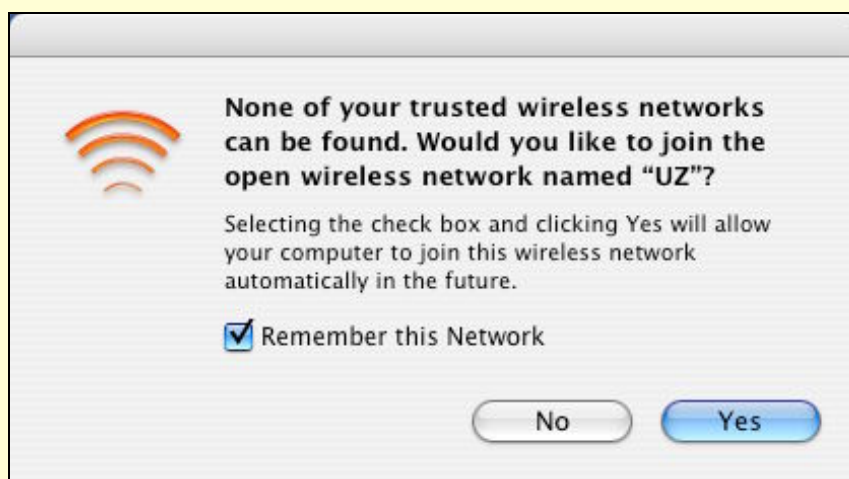 None of your trusted wireless networks
can be found. Would you like to join the
open wireless network named “UZ”?
Selecting the check box and clicking Yes will allow
your computer to join this wireless network
automatically in the future.
Remember this Network
No Yes